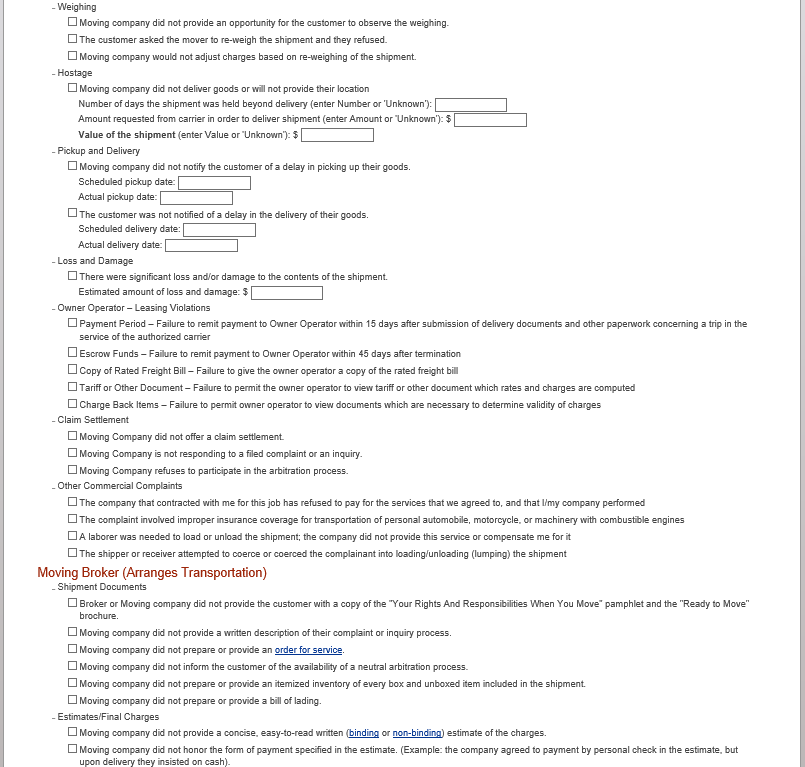 - Weighing
Moving company did not provide an opportunity for the customer to observe the weighing.
The customer asked the mover to re-weigh the shipment and they refused.
Moving company would not adjust charges based on re-weighing of the shipment.
- Hostage
Moving company did not deliver goods or will not provide their location
Number of days the shipment was held beyond delivery (enter Number or 'Unknown'):
Amount requested from carrier in order to deliver shipment (enter Amount or 'Unknown'): $
Value of the shipment (enter Value or 'Unknown'): $
- Pickup and Delivery
Moving company did not notify the customer of a delay in picking up their goods.
Scheduled pickup date:
Actual pickup date:
The customer was not notified of a delay in the delivery of their goods.
Scheduled delivery date:
Actual delivery date:
- Loss and Damage
There were significant loss and/or damage to the contents of the shipment.
Estimated amount of loss and damage: $
- Owner Operator – Leasing Violations
Payment Period – Failure to remit payment to Owner Operator within 15 days after submission of delivery documents and other paperwork concerning a trip in the
service of the authorized carrier
Escrow Funds – Failure to remit payment to Owner Operator within 45 days after termination
Copy of Rated Freight Bill – Failure to give the owner operator a copy of the rated freight bill
Tariff or Other Document – Failure to permit the owner operator to view tariff or other document which rates and charges are computed
Charge Back Items – Failure to permit owner operator to view documents which are necessary to determine validity of charges
- Claim Settlement
Moving Company did not offer a claim settlement.
Moving Company is not responding to a filed complaint or an inquiry.
Moving Company refuses to participate in the arbitration process.
- Other Commercial Complaints
The company that contracted with me for this job has refused to pay for the services that we agreed to, and that I/my company performed
The complaint involved improper insurance coverage for transportation of personal automobile, motorcycle, or machinery with combustible engines
A laborer was needed to load or unload the shipment; the company did not provide this service or compensate me for it
The shipper or receiver attempted to coerce or coerced the complainant into loading/unloading (lumping) the shipment
Moving Broker (Arranges Transportation)
- Shipment Documents
Broker or Moving company did not provide the customer with a copy of the "Your Rights And Responsibilities When You Move" pamphlet and the "Ready to Move"
brochure.
Moving company did not provide a written description of their complaint or inquiry process.
Moving company did not prepare or provide an order for service.
Moving company did not inform the customer of the availability of a neutral arbitration process.
Moving company did not prepare or provide an itemized inventory of every box and unboxed item included in the shipment.
Moving company did not prepare or provide a bill of lading.
- Estimates/Final Charges
Moving company did not provide a concise, easy-to-read written (binding or non-binding) estimate of the charges.
Moving company did not honor the form of payment specified in the estimate. (Example: the company agreed to payment by personal check in the estimate, but
upon delivery they insisted on cash).